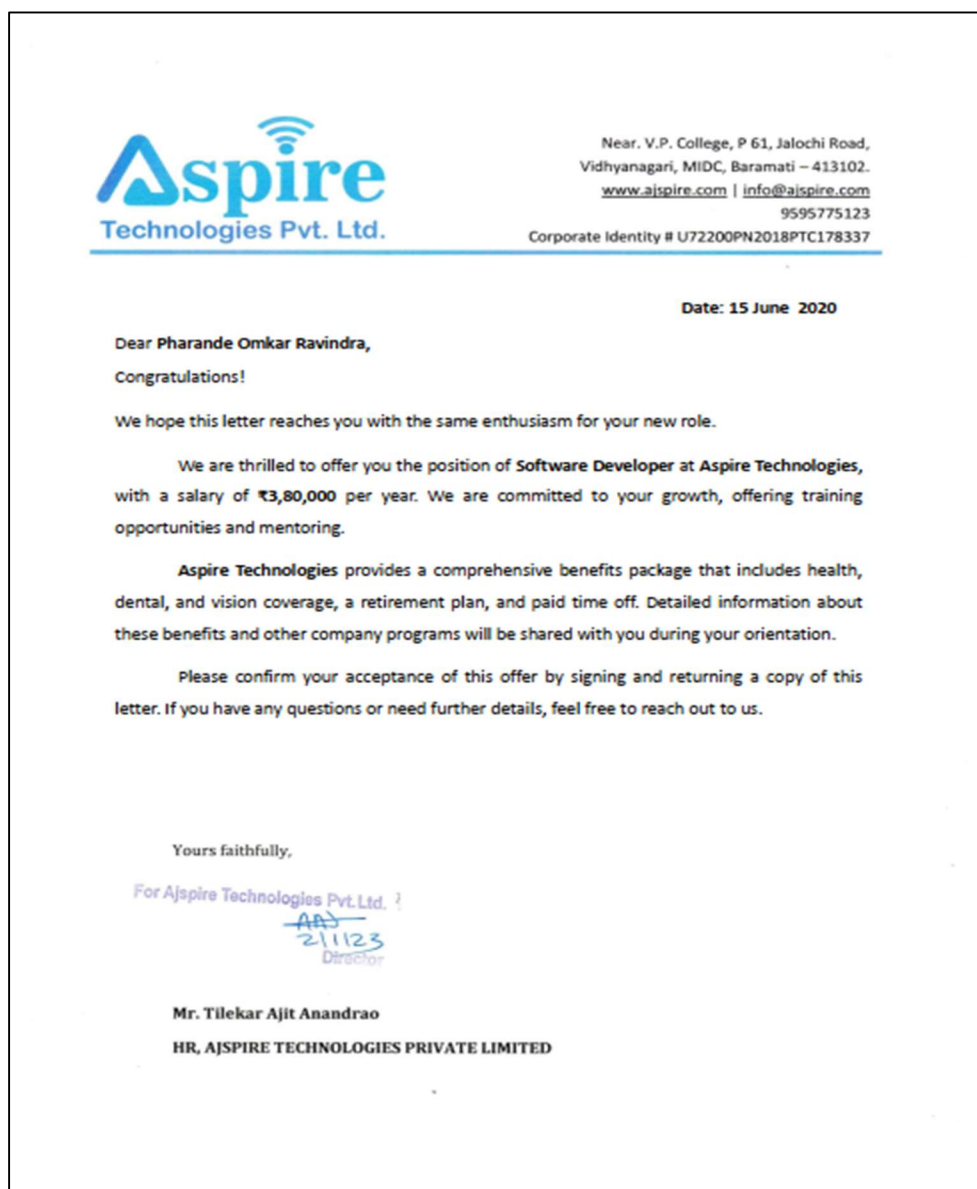 Aspire
Technologies Pvt. Ltd.
Near. V.P. College, P 61, Jalochi Road,
Vidhyanagari, MIDC, Baramati – 413102.
www.ajspire.com | info@ajspire.com
9595775123
Corporate Identity # U72200PN2018PTC178337
Date: 15 June 2020
Dear Pharande Omkar Ravindra,
Congratulations!
We hope this letter reaches you with the same enthusiasm for your new role.
We are thrilled to offer you the position of Software Developer at Aspire Technologies,
with a salary of ₹3,80,000 per year. We are committed to your growth, offering training
opportunities and mentoring.
Aspire Technologies provides a comprehensive benefits package that includes health,
dental, and vision coverage, a retirement plan, and paid time off. Detailed information about
these benefits and other company programs will be shared with you during your orientation.
Please confirm your acceptance of this offer by signing and returning a copy of this
letter. If you have any questions or need further details, feel free to reach out to us.
Yours faithfully,
For Ajspire Technologies Pvt.Ltd.
2/1/23
Director
Mr. Tilekar Ajit Anandrao
HR, AJSPIRE TECHNOLOGIES PRIVATE LIMITED